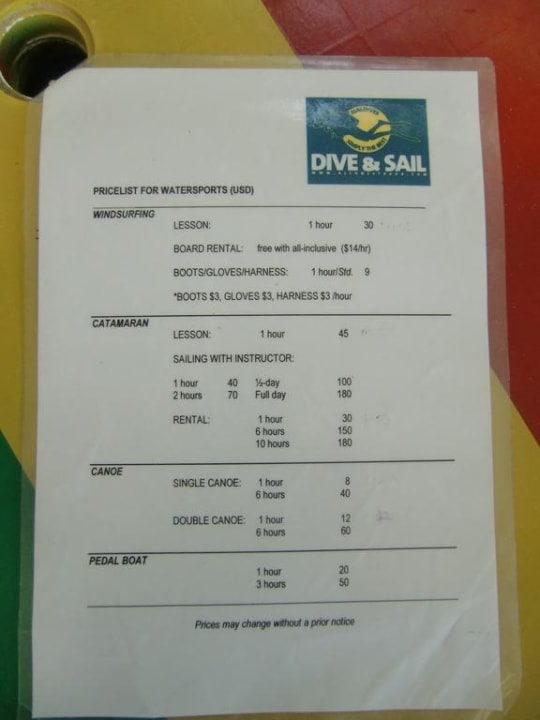 SIMPLY THE BEST
DIVE & SAIL
PRICELIST FOR WATERSPORTS (USD)
WINDSURFING
LESSON: 1 hour 30
BOARD RENTAL: free with all-inclusive ($14/hr)
BOOTS/GLOVES/HARNESS: 1 hour/Std. 9
*BOOTS $3, GLOVES $3, HARNESS $3 /hour
CATAMARAN
LESSON: 1 hour 45
SAILING WITH INSTRUCTOR:
1 hour 40 ½-day 100
2 hours 70 Full day 180
RENTAL: 1 hour 30
6 hours 150
10 hours 180
CANOE
SINGLE CANOE: 1 hour 8
6 hours 40
DOUBLE CANOE: 1 hour 12
6 hours 60
PEDAL BOAT
1 hour 20
3 hours 50
Prices may change without a prior notice